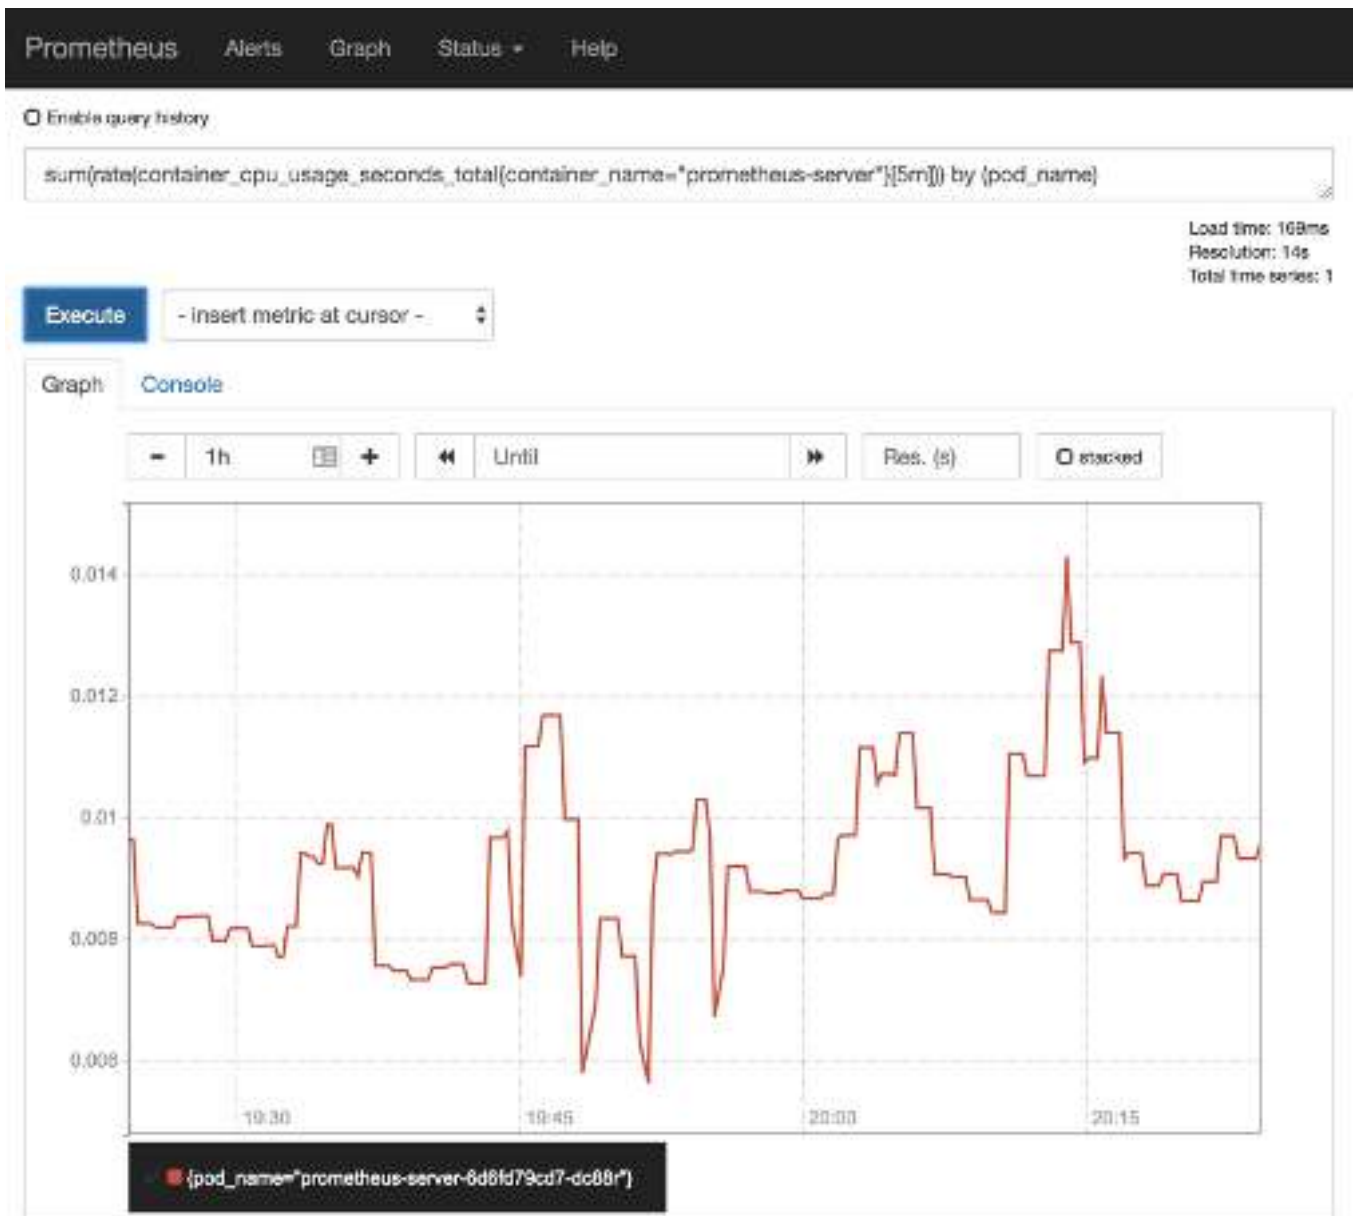 Prometheus Alerts Graph Status Help
Enable query history
sum(rate(container_cpu_usage_seconds_total{container_name="prometheus-server"}[5m])) by (pod_name)
Load time: 169ms
Resolution: 14s
Total time series: 1
Execute - insert metric at cursor -
Graph Console
- 1h + Until Res. (s) stacked
0.014
0.012
0.01
0.008
0.006
19:30 19:45 20:00 20:15
{pod_name="prometheus-server-6d6fd79cd7-dc88r"}